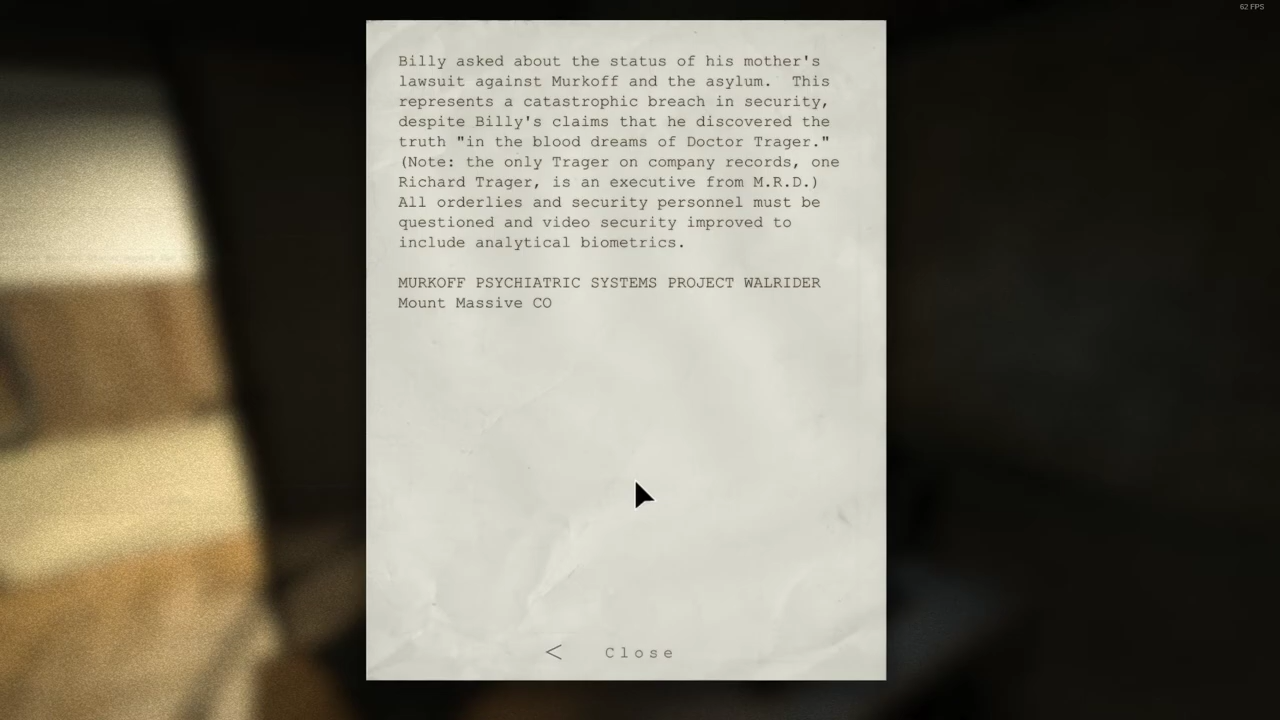 62 FPS
Billy asked about the status of his mother's
lawsuit against Murkoff and the asylum.  This
represents a catastrophic breach in security,
despite Billy's claims that he discovered the
truth "in the blood dreams of Doctor Trager."
(Note: the only Trager on company records, one
Richard Trager, is an executive from M.R.D.)
All orderlies and security personnel must be
questioned and video security improved to
include analytical biometrics.
MURKOFF PSYCHIATRIC SYSTEMS PROJECT WALRIDER
Mount Massive CO
< Close